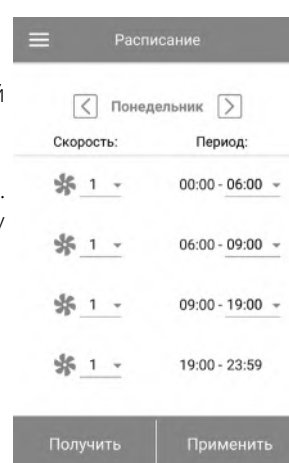 Расписание
й
< Понедельник >
Скорость: Период:
1 00:00 - 06:00
.
у
1 06:00 - 09:00
1 09:00 - 19:00
1 19:00 - 23:59
Получить Применить